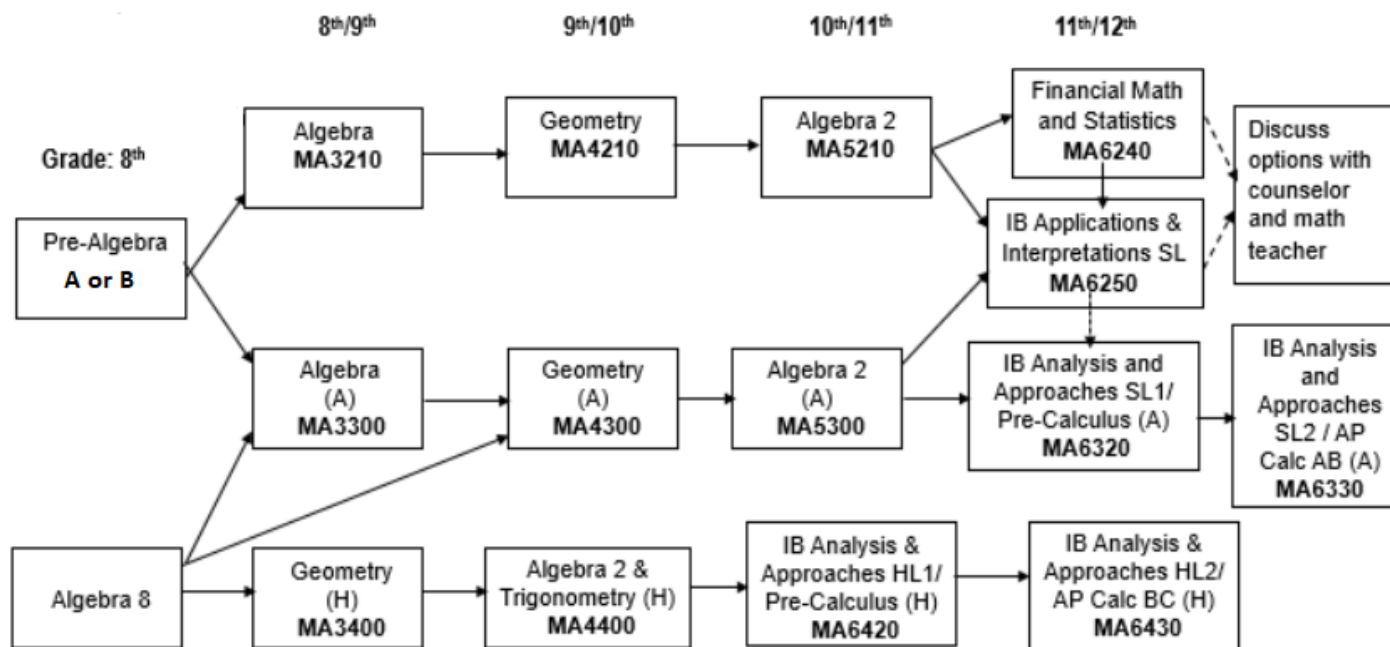 8th/9th
9th/10th
10th/11th
11th/12th
Grade: 8th
Pre-Algebra
A or B
Algebra
MA3210
Geometry
MA4210
Algebra 2
MA5210
Financial Math
and Statistics
MA6240
Discuss
options with
counselor
and math
teacher
IB Applications &
Interpretations SL
MA6250
Algebra
(A)
MA3300
Geometry
(A)
MA4300
Algebra 2
(A)
MA5300
IB Analysis and
Approaches SL1/
Pre-Calculus (A)
MA6320
IB Analysis
and
Approaches
SL2 / AP
Calc AB (A)
MA6330
Algebra 8
Geometry
(H)
MA3400
Algebra 2 &
Trigonometry (H)
MA4400
IB Analysis &
Approaches HL1/
Pre-Calculus (H)
MA6420
IB Analysis &
Approaches HL2/
AP Calc BC (H)
MA6430